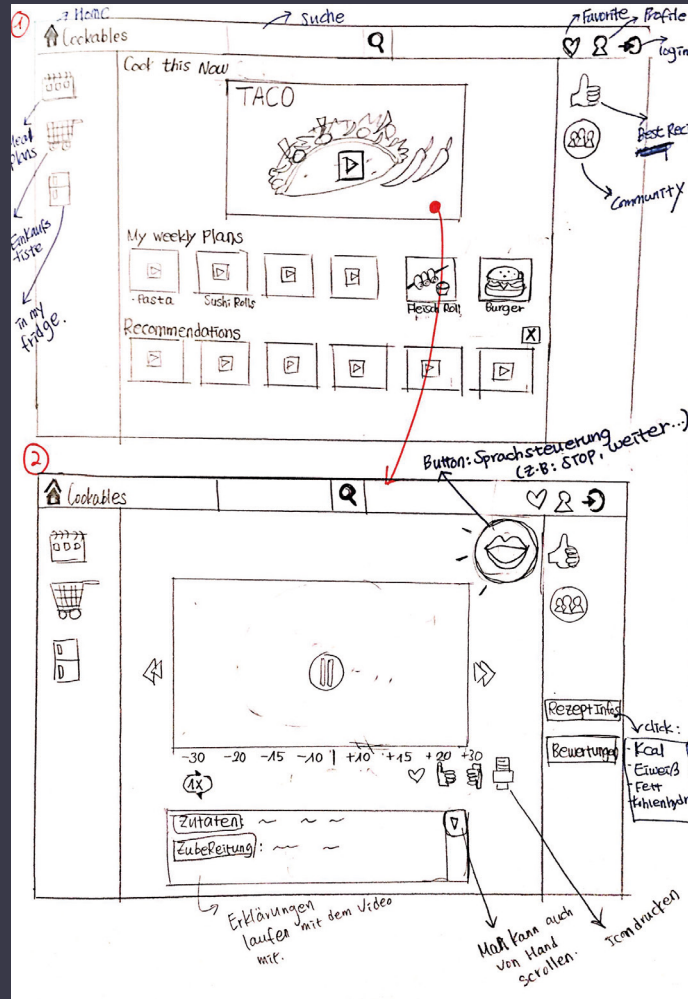 1
Home
Suche
Favorite
Profile
login
Cookables
Cook this Now
TACO
Meal
Plans
Einkaufs
liste
in my
fridge.
Best Rec
Community
My weekly Plans
Pasta
Sushi Rolls
Fleisch Roll
Burger
Recommendations
X
2
Button: Sprachsteuerung
(z.B: STOP, weiter...)
Cookables
Rezept Infos
click:
Bewertungen
Kcal
Eiweiß
Fett
Kohlenhydr
-30 -20 -15 -10 | +10 +15 +20 +30
1X
Zutaten:
Zubereitung:
Erklärungen
laufen mit dem Video
mit.
Man kann auch
von Hand
scrollen.
Icon drucken